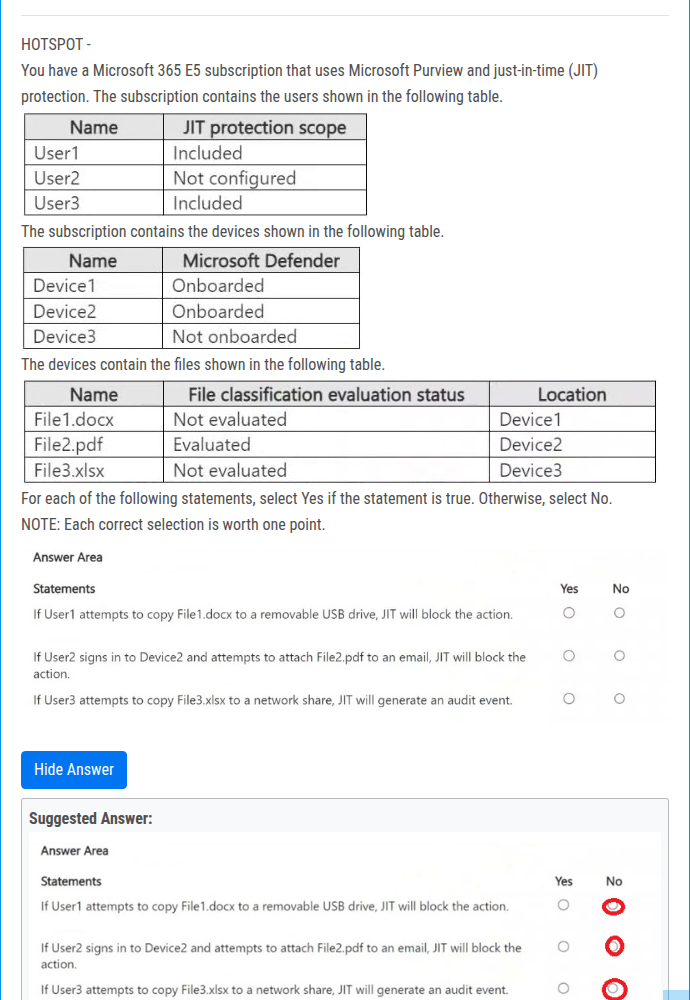 HOTSPOT -
You have a Microsoft 365 E5 subscription that uses Microsoft Purview and just-in-time (JIT)
protection. The subscription contains the users shown in the following table.
Name JIT protection scope
User1 Included
User2 Not configured
User3 Included
The subscription contains the devices shown in the following table.
Name Microsoft Defender
Device1 Onboarded
Device2 Onboarded
Device3 Not onboarded
The devices contain the files shown in the following table.
Name File classification evaluation status Location
File1.docx Not evaluated Device1
File2.pdf Evaluated Device2
File3.xlsx Not evaluated Device3
For each of the following statements, select Yes if the statement is true. Otherwise, select No.
NOTE: Each correct selection is worth one point.
Answer Area
Statements Yes No
If User1 attempts to copy File1.docx to a removable USB drive, JIT will block the action.
If User2 signs in to Device2 and attempts to attach File2.pdf to an email, JIT will block the
action.
If User3 attempts to copy File3.xlsx to a network share, JIT will generate an audit event.
Hide Answer
Suggested Answer:
Answer Area
Statements Yes No
If User1 attempts to copy File1.docx to a removable USB drive, JIT will block the action.
If User2 signs in to Device2 and attempts to attach File2.pdf to an email, JIT will block the
action.
If User3 attempts to copy File3.xlsx to a network share, JIT will generate an audit event.